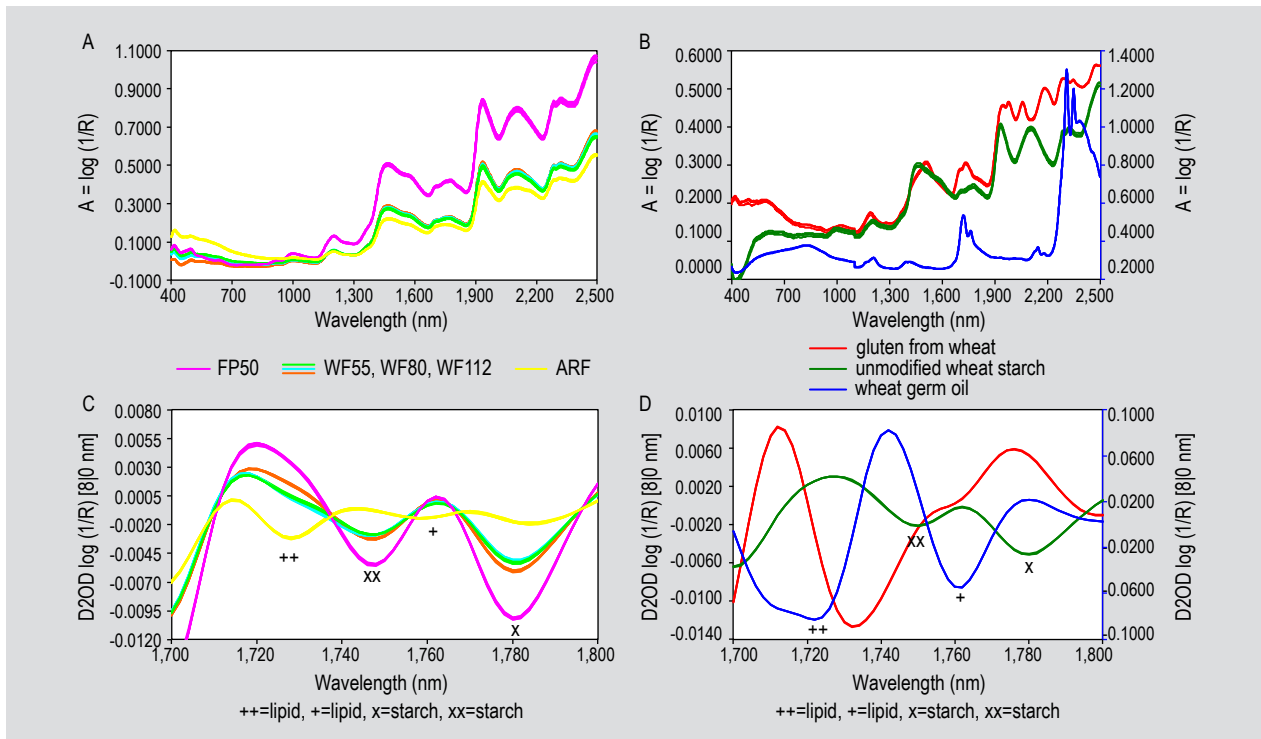 A
1.1000
0.9000
0.7000
0.5000
0.3000
0.1000
-0.1000
A = log (1/R)
400 700 1000 1,300 1,600 1,900 2,200 2,500
Wavelength (nm)
B
0.6000
0.5000
0.4000
0.3000
0.2000
0.1000
0.0000
A = log (1/R)
1.4000
1.2000
1.0000
0.8000
0.6000
0.4000
0.2000
A = log (1/R)
400 700 1000 1,300 1,600 1,900 2,200 2,500
Wavelength (nm)
FP50 WF55, WF80, WF112 ARF
gluten from wheat
unmodified wheat starch
wheat germ oil
C
0.0080
0.0055
0.0030
0.0005
-0.0020
-0.0045
-0.0070
-0.0095
-0.0120
D2OD log (1/R) [8|0 nm]
++
xx
+
x
1,700 1,720 1,740 1,760 1,780 1,800
Wavelength (nm)
++=lipid, +=lipid, x=starch, xx=starch
D
0.0100
0.0060
0.0020
-0.0020
-0.0060
-0.0100
-0.0140
D2OD log (1/R) [8|0 nm]
0.1000
0.0600
0.0200
-0.0200
-0.0600
0.1000
D2OD log (1/R) [8|0 nm]
++
xx
+
x
1,700 1,720 1,740 1,760 1,780 1,800
Wavelength (nm)
++=lipid, +=lipid, x=starch, xx=starch